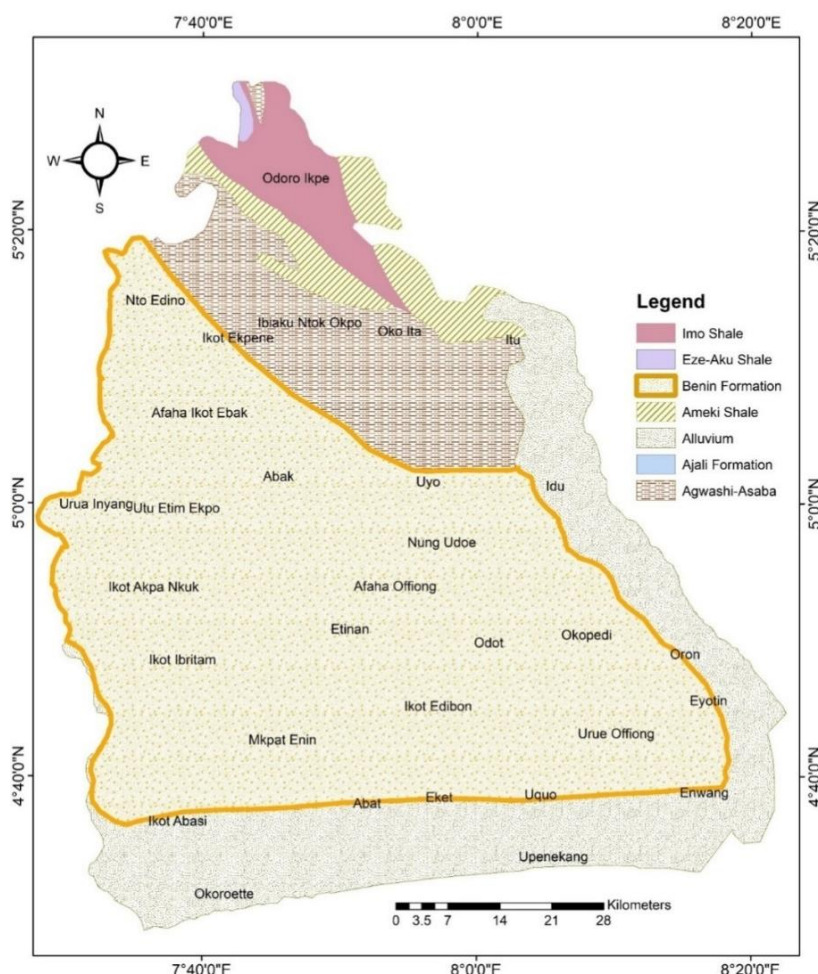 7°40'0"E
8°0'0"E
8°20'0"E
N
W
E
S
5°20'0"N
5°20'0"N
Odoro Ikpe
Nto Edino
Ibiaku Ntok Okpo
Oko Ita
Ikot Ekpene
Itu
Legend
Imo Shale
Eze-Aku Shale
Benin Formation
Ameki Shale
Alluvium
Ajali Formation
Agwashi-Asaba
Afaha Ikot Ebak
Abak
Uyo
Idu
5°0'0"N
5°0'0"N
Urua Inyang
Utu Etim Ekpo
Nung Udoe
Ikot Akpa Nkuk
Afaha Offiong
Etinan
Okopedi
Odot
Oron
Ikot Ibritam
Eyotin
Ikot Edibon
Mkpat Enin
Urue Offiong
4°40'0"N
4°40'0"N
Abat
Eket
Uquo
Enwang
Ikot Abasi
Upenekang
Okoroette
Kilometers
0 3.5 7 14 21 28
7°40'0"E
8°0'0"E
8°20'0"E